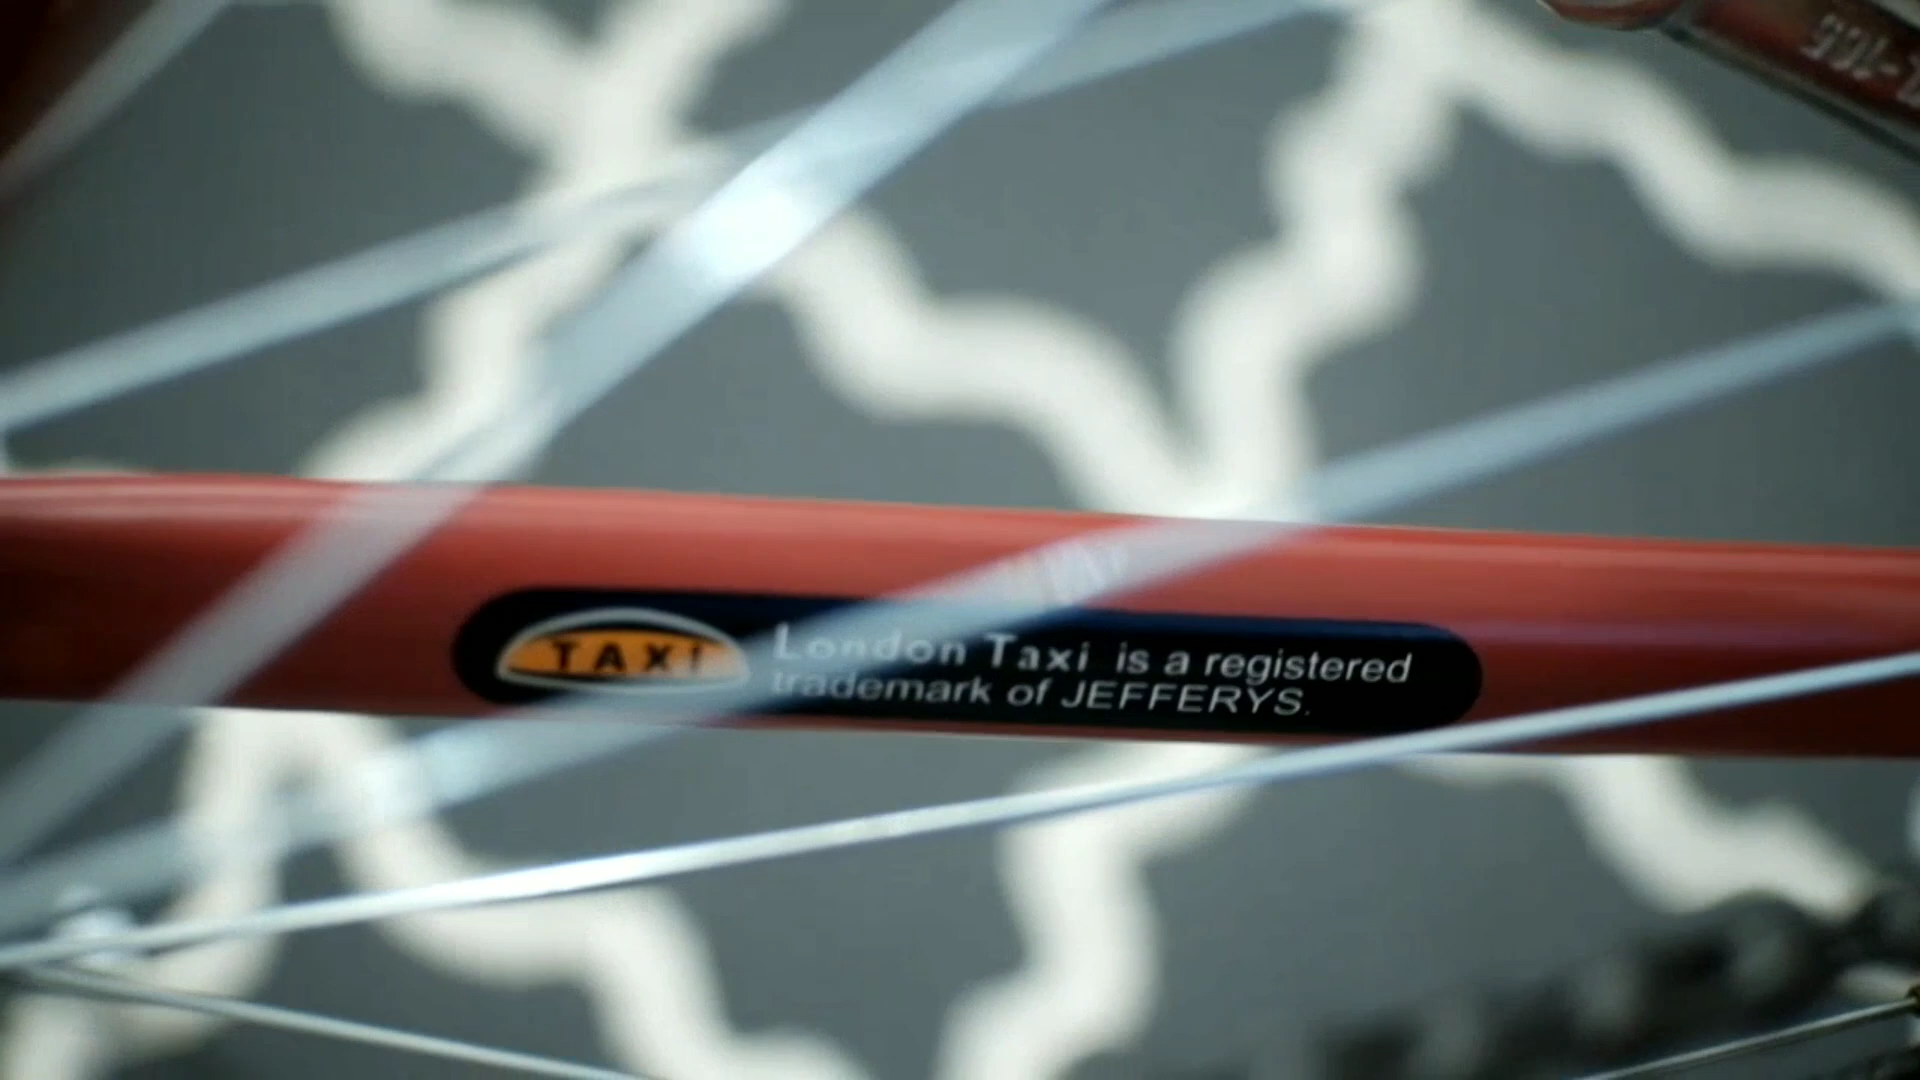 TAXI
London Taxi is a registered
trademark of JEFFERYS.